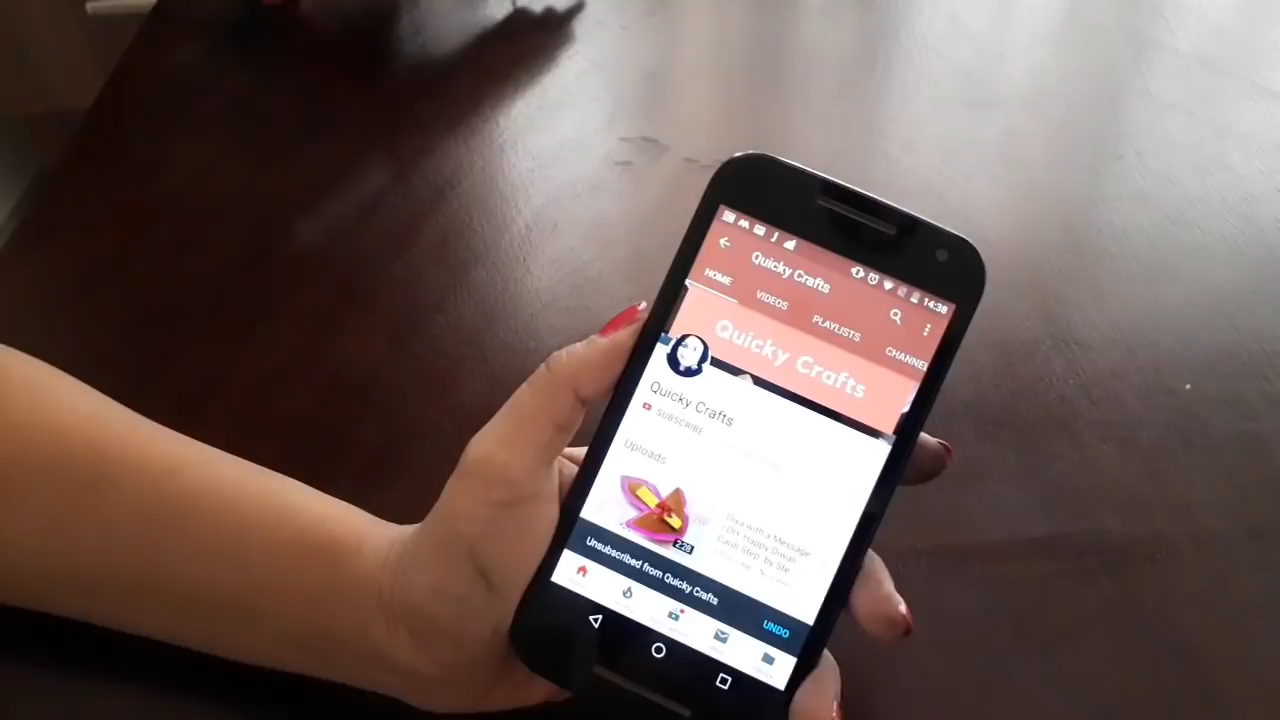 14:38
Quicky Crafts
HOME VIDEOS PLAYLISTS CHANNEL
Quicky Crafts
Quicky Crafts
SUBSCRIBE
Uploads
Diya with a Message
DIY Happy Diwali
Card Step by Ste
2:28
Unsubscribed from Quicky Crafts
UNDO